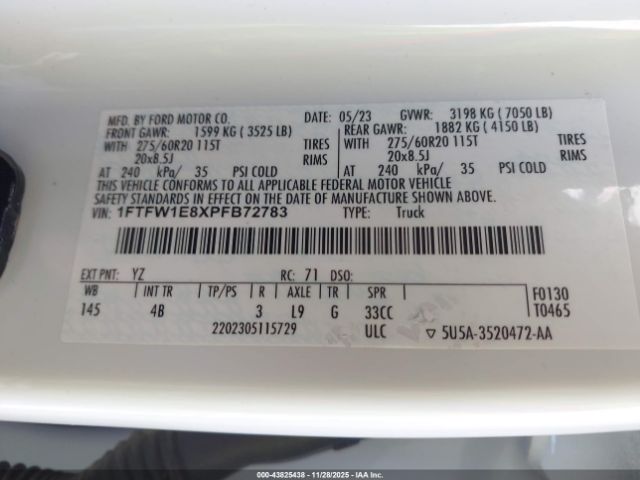 MFD. BY FORD MOTOR CO. DATE: 05/23 GVWR: 3198 KG ( 7050 LB)
FRONT GAWR: 1599 KG ( 3525 LB) REAR GAWR: 1882 KG ( 4150 LB)
WITH 275/60R20 115T TIRES WITH 275/60R20 115T TIRES
20x8.5J RIMS 20x8.5J RIMS
AT 240 kPa/ 35 PSI COLD AT 240 kPa/ 35 PSI COLD
THIS VEHICLE CONFORMS TO ALL APPLICABLE FEDERAL MOTOR VEHICLE
SAFETY STANDARDS IN EFFECT ON THE DATE OF MANUFACTURE SHOWN ABOVE.
VIN: 1FTFW1E8XPFB72783 TYPE: Truck
EXT PNT: YZ RC: 71 DSO:
WB INT TR TP/PS R AXLE TR SPR F0130
145 4B 3 L9 G 33CC T0465
2202305115729 ULC ▽ 5U5A-3520472-AA
000-43825438 - 11/28/2025 - IAAI.COM